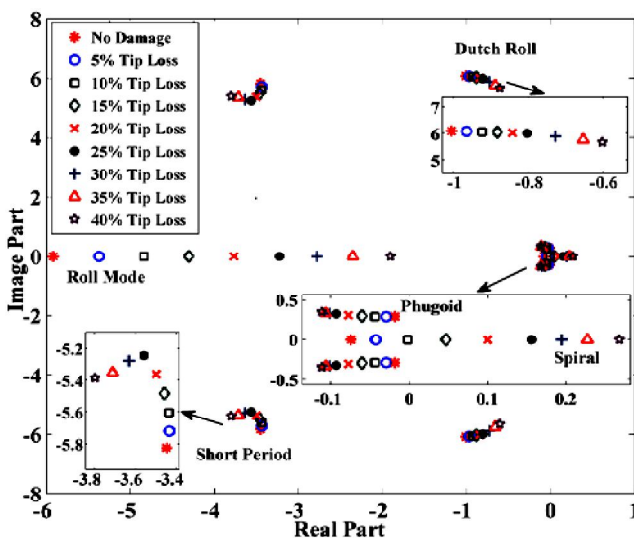 8
6
4
2
0
-2
-4
-6
-8
Image Part
No Damage
5% Tip Loss
10% Tip Loss
15% Tip Loss
20% Tip Loss
25% Tip Loss
30% Tip Loss
35% Tip Loss
40% Tip Loss
Dutch Roll
7
6
5
-1 -0.8 -0.6
Roll Mode
0.5
0
-0.5
Phugoid
Spiral
-0.1 0 0.1 0.2
-5.2
-5.4
-5.6
-5.8
-3.8 -3.6 -3.4
Short Period
-6 -5 -4 -3 -2 -1 0 1
Real Part